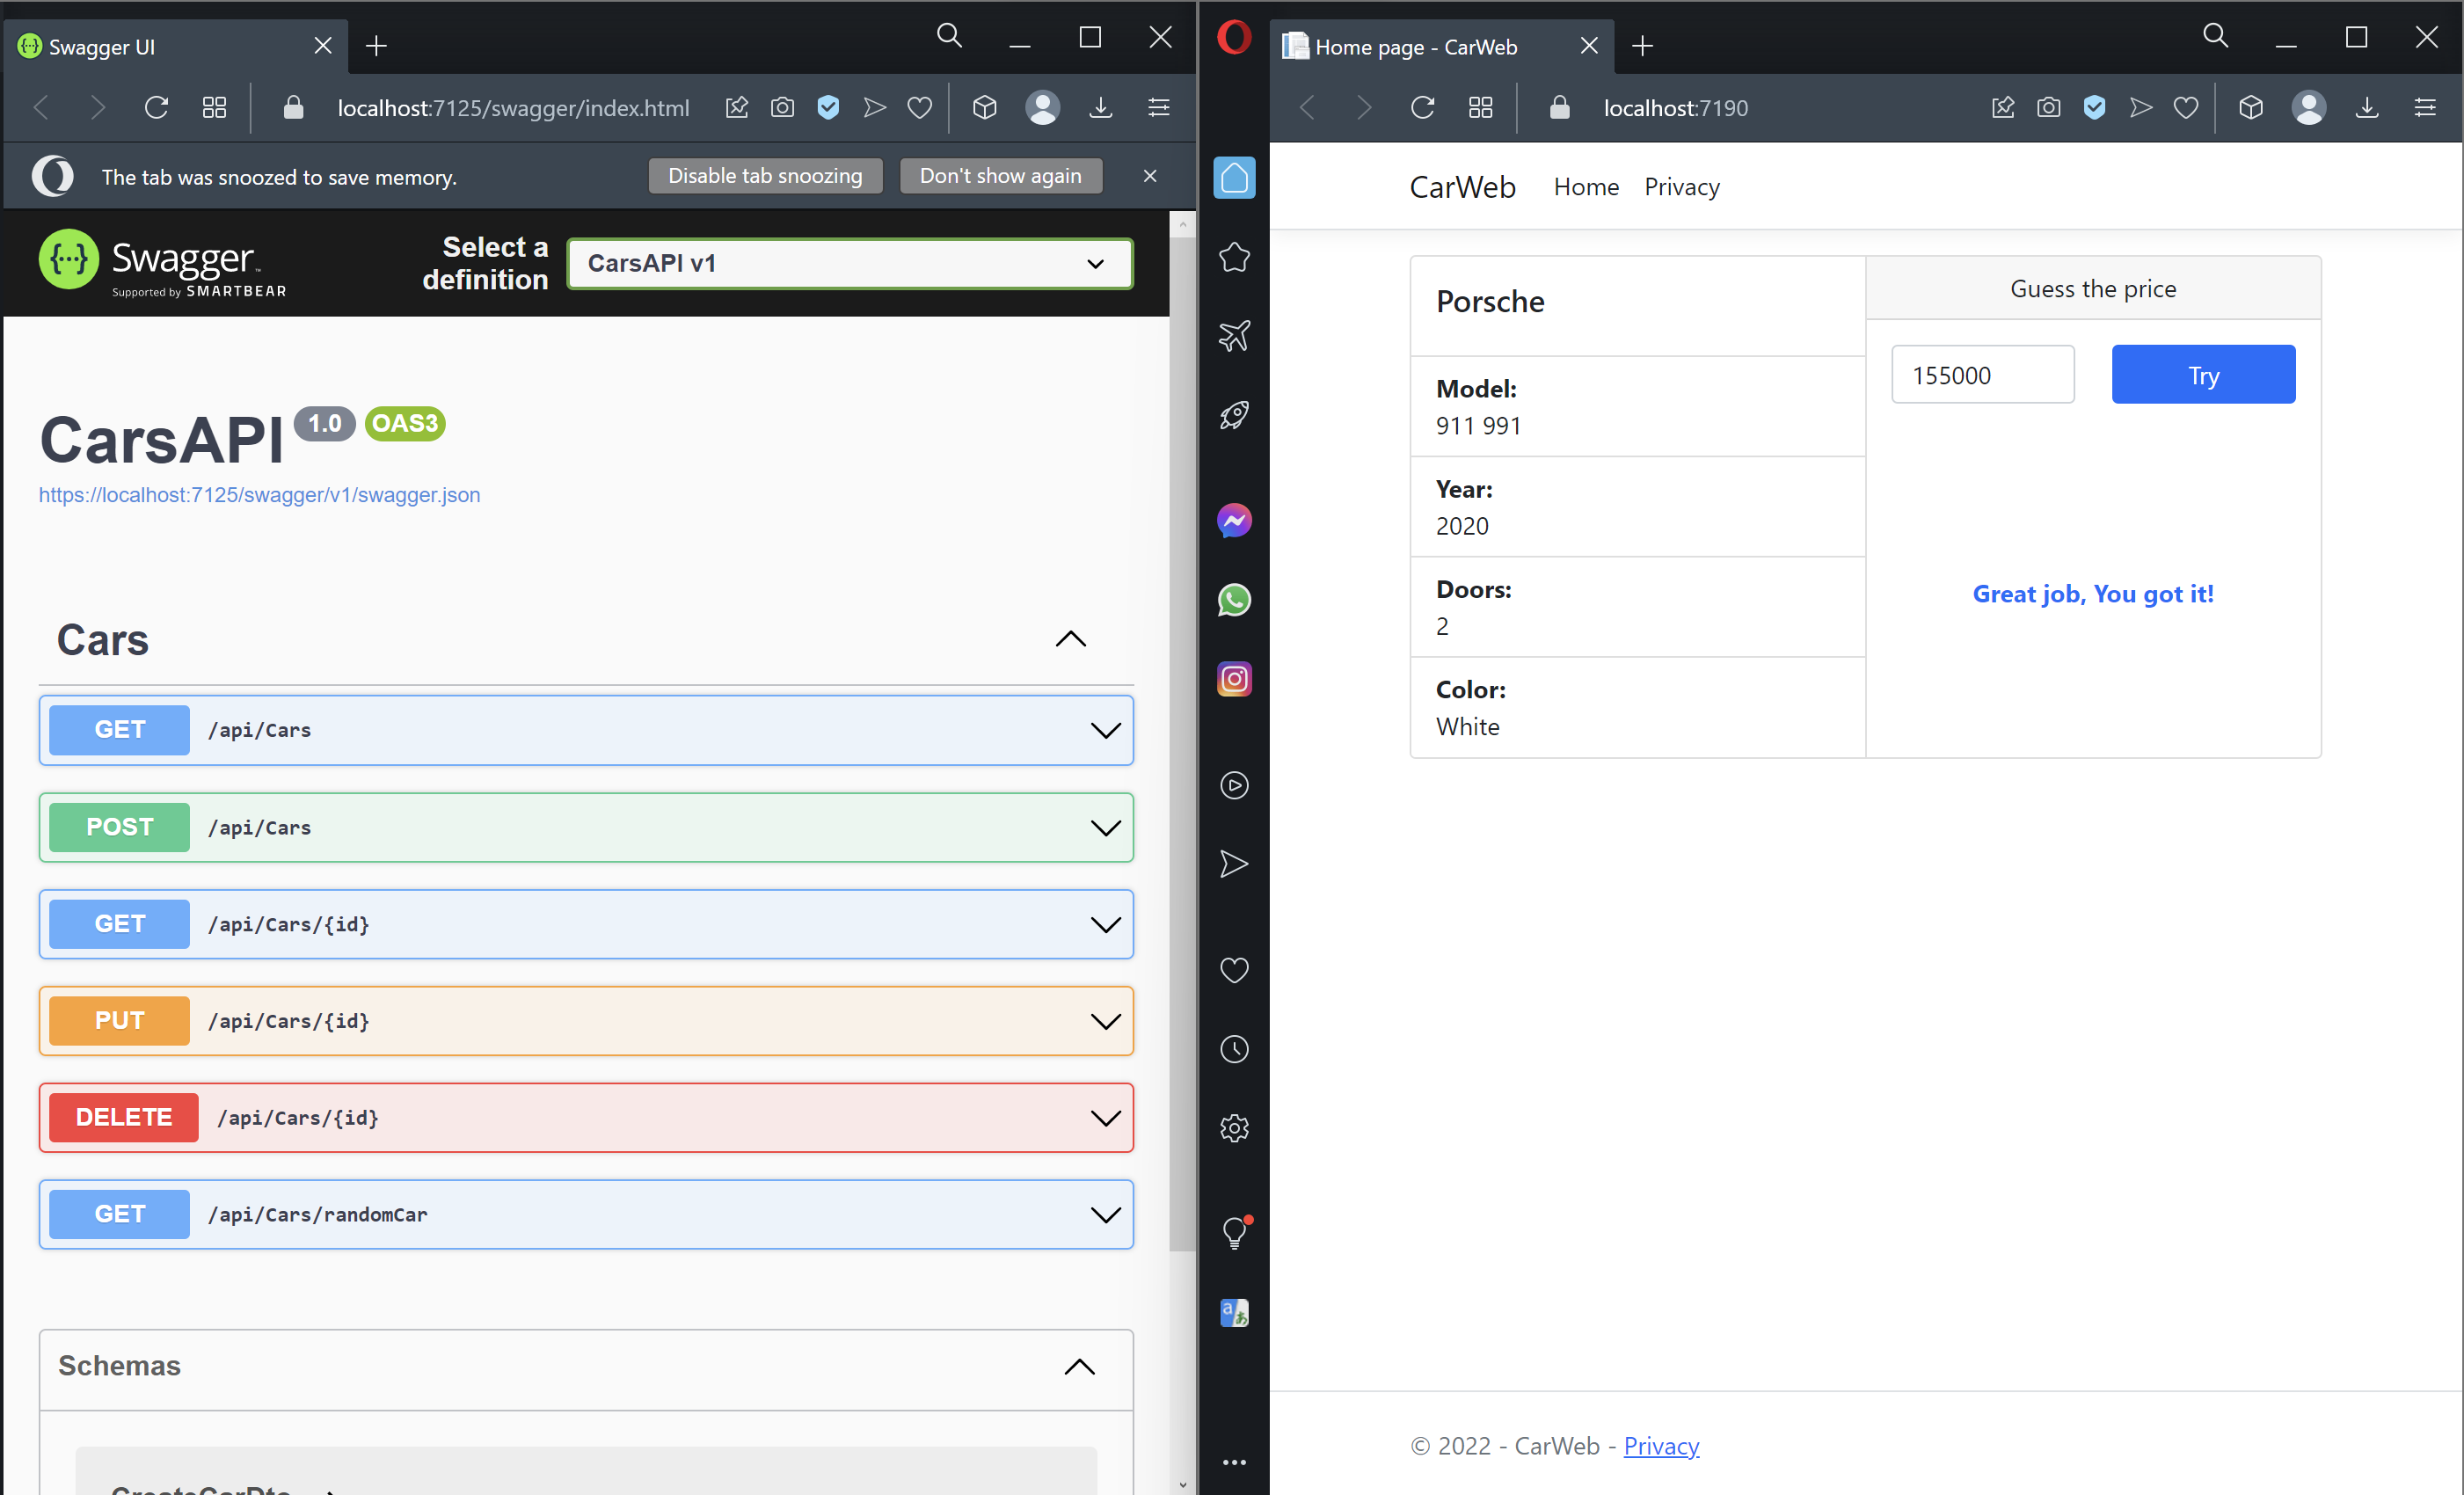 Swagger UI
localhost:7125/swagger/index.html
The tab was snoozed to save memory.
Disable tab snoozing
Don't show again
Swagger
Supported by SMARTBEAR
Select a
definition
CarsAPI v1
CarsAPI 1.0 OAS3
https://localhost:7125/swagger/v1/swagger.json
Cars
GET /api/Cars
POST /api/Cars
GET /api/Cars/{id}
PUT /api/Cars/{id}
DELETE /api/Cars/{id}
GET /api/Cars/randomCar
Schemas
CreateCarDto
Home page - CarWeb
localhost:7190
CarWeb Home Privacy
Porsche
Model:
911 991
Year:
2020
Doors:
2
Color:
White
Guess the price
155000 Try
Great job, You got it!
© 2022 - CarWeb - Privacy